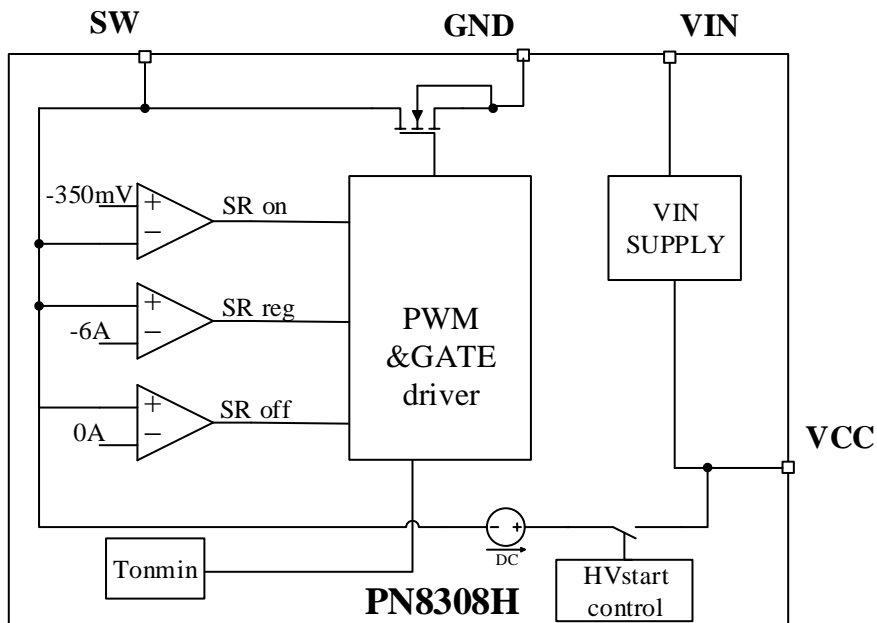 SW
GND
VIN
-350mV
+
−
SR on
VIN
SUPPLY
+
−
-6A
SR reg
PWM
&GATE
driver
+
−
0A
SR off
VCC
- +
DC
Tonmin
HVstart
control
PN8308H